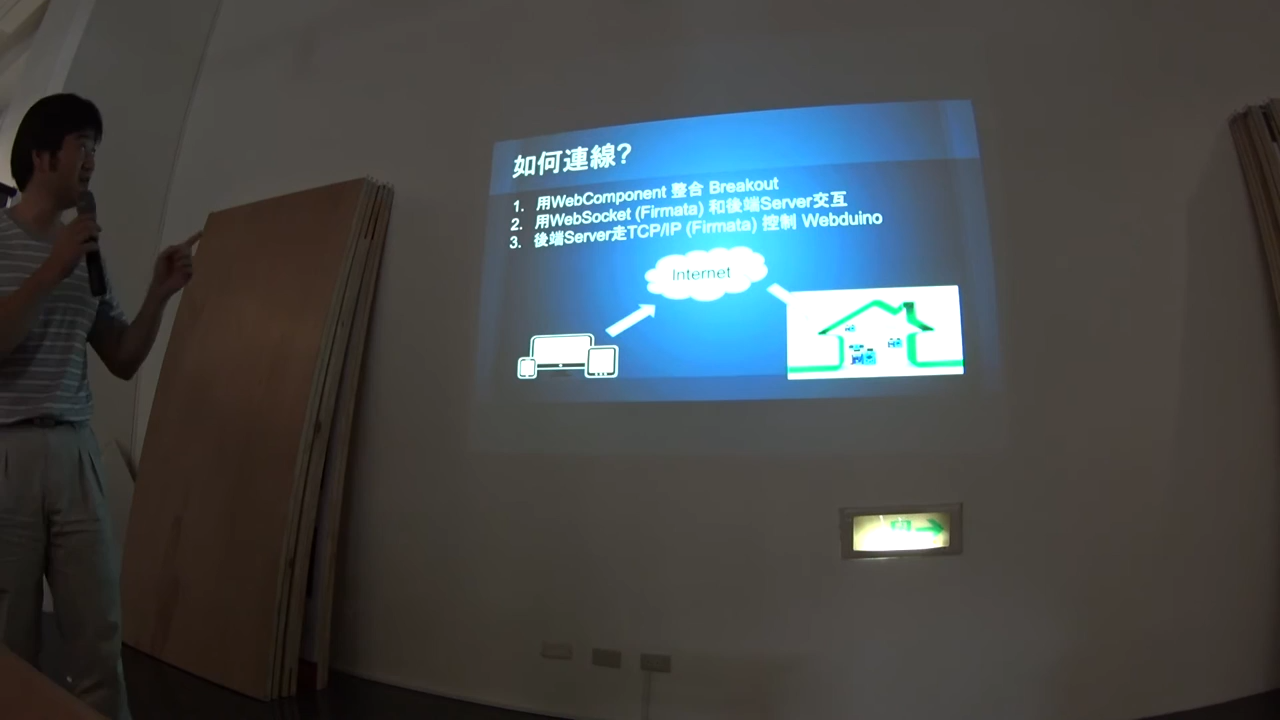 如何連線?
1. 用WebComponent 整合 Breakout
2. 用WebSocket (Firmata) 和後端Server交互
3. 後端Server走TCP/IP (Firmata) 控制 Webduino
Internet